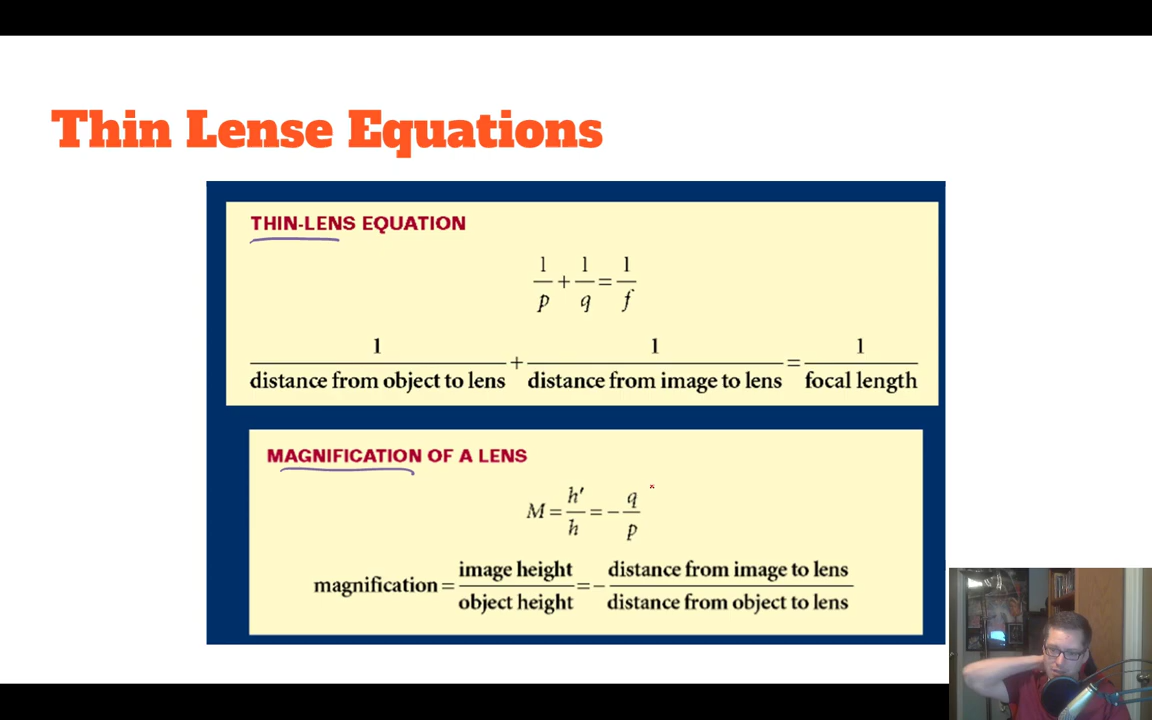 Thin Lense Equations
THIN-LENS EQUATION
1/p + 1/q = 1/f
1/distance from object to lens + 1/distance from image to lens = 1/focal length
MAGNIFICATION OF A LENS
M = h′/h = −q/p
magnification = image height/object height = −distance from image to lens/distance from object to lens